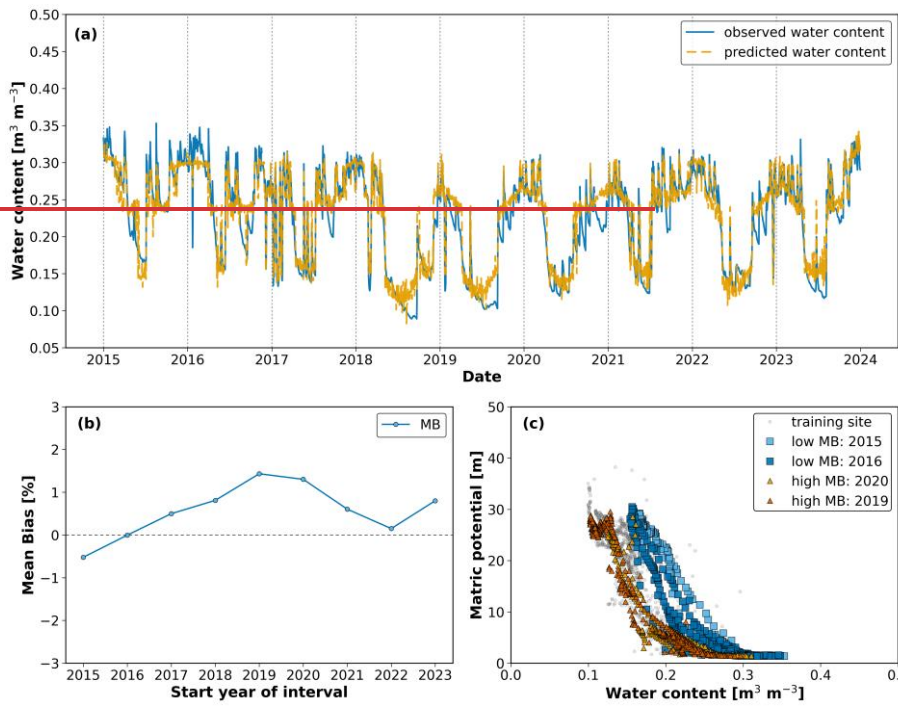 0.50
0.45
0.40
0.35
0.30
0.25
0.20
0.15
0.10
0.05
Water content [m³ m⁻³]
(a)
observed water content
predicted water content
2015 2016 2017 2018 2019 2020 2021 2022 2023 2024
Date
3
2
1
0
−1
−2
−3
Mean Bias [%]
(b)
MB
2015 2016 2017 2018 2019 2020 2021 2022 2023
Start year of interval
50
40
30
20
10
0
Matric potential [m]
(c)
training site
low MB: 2015
low MB: 2016
high MB: 2020
high MB: 2019
0.0 0.1 0.2 0.3 0.4
Water content [m³ m⁻³]